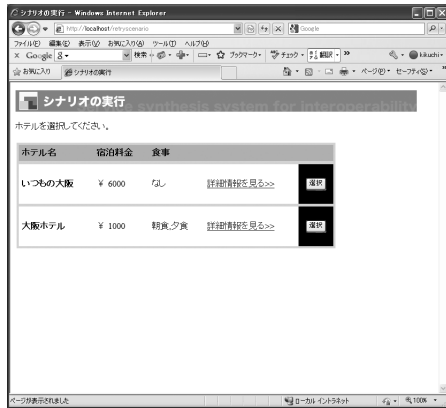 シナリオの実行 - Windows Internet Explorer
http://localhost/retryscenario
Google
ファイル(F) 編集(E) 表示(V) お気に入り(A) ツール(T) ヘルプ(H)
Google 検索 ブックマーク チェック 翻訳 kikuchi
お気に入り シナリオの実行 ページ(P) セーフティ(S)
シナリオの実行
synthesis system for interoperability
ホテルを選択してください。
ホテル名 宿泊料金 食事
いつもの大阪 ¥ 6000 なし 詳細情報を見る>> 選択
大阪ホテル ¥ 1000 朝食,夕食 詳細情報を見る>> 選択
ページが表示されました ローカル イントラネット 100%